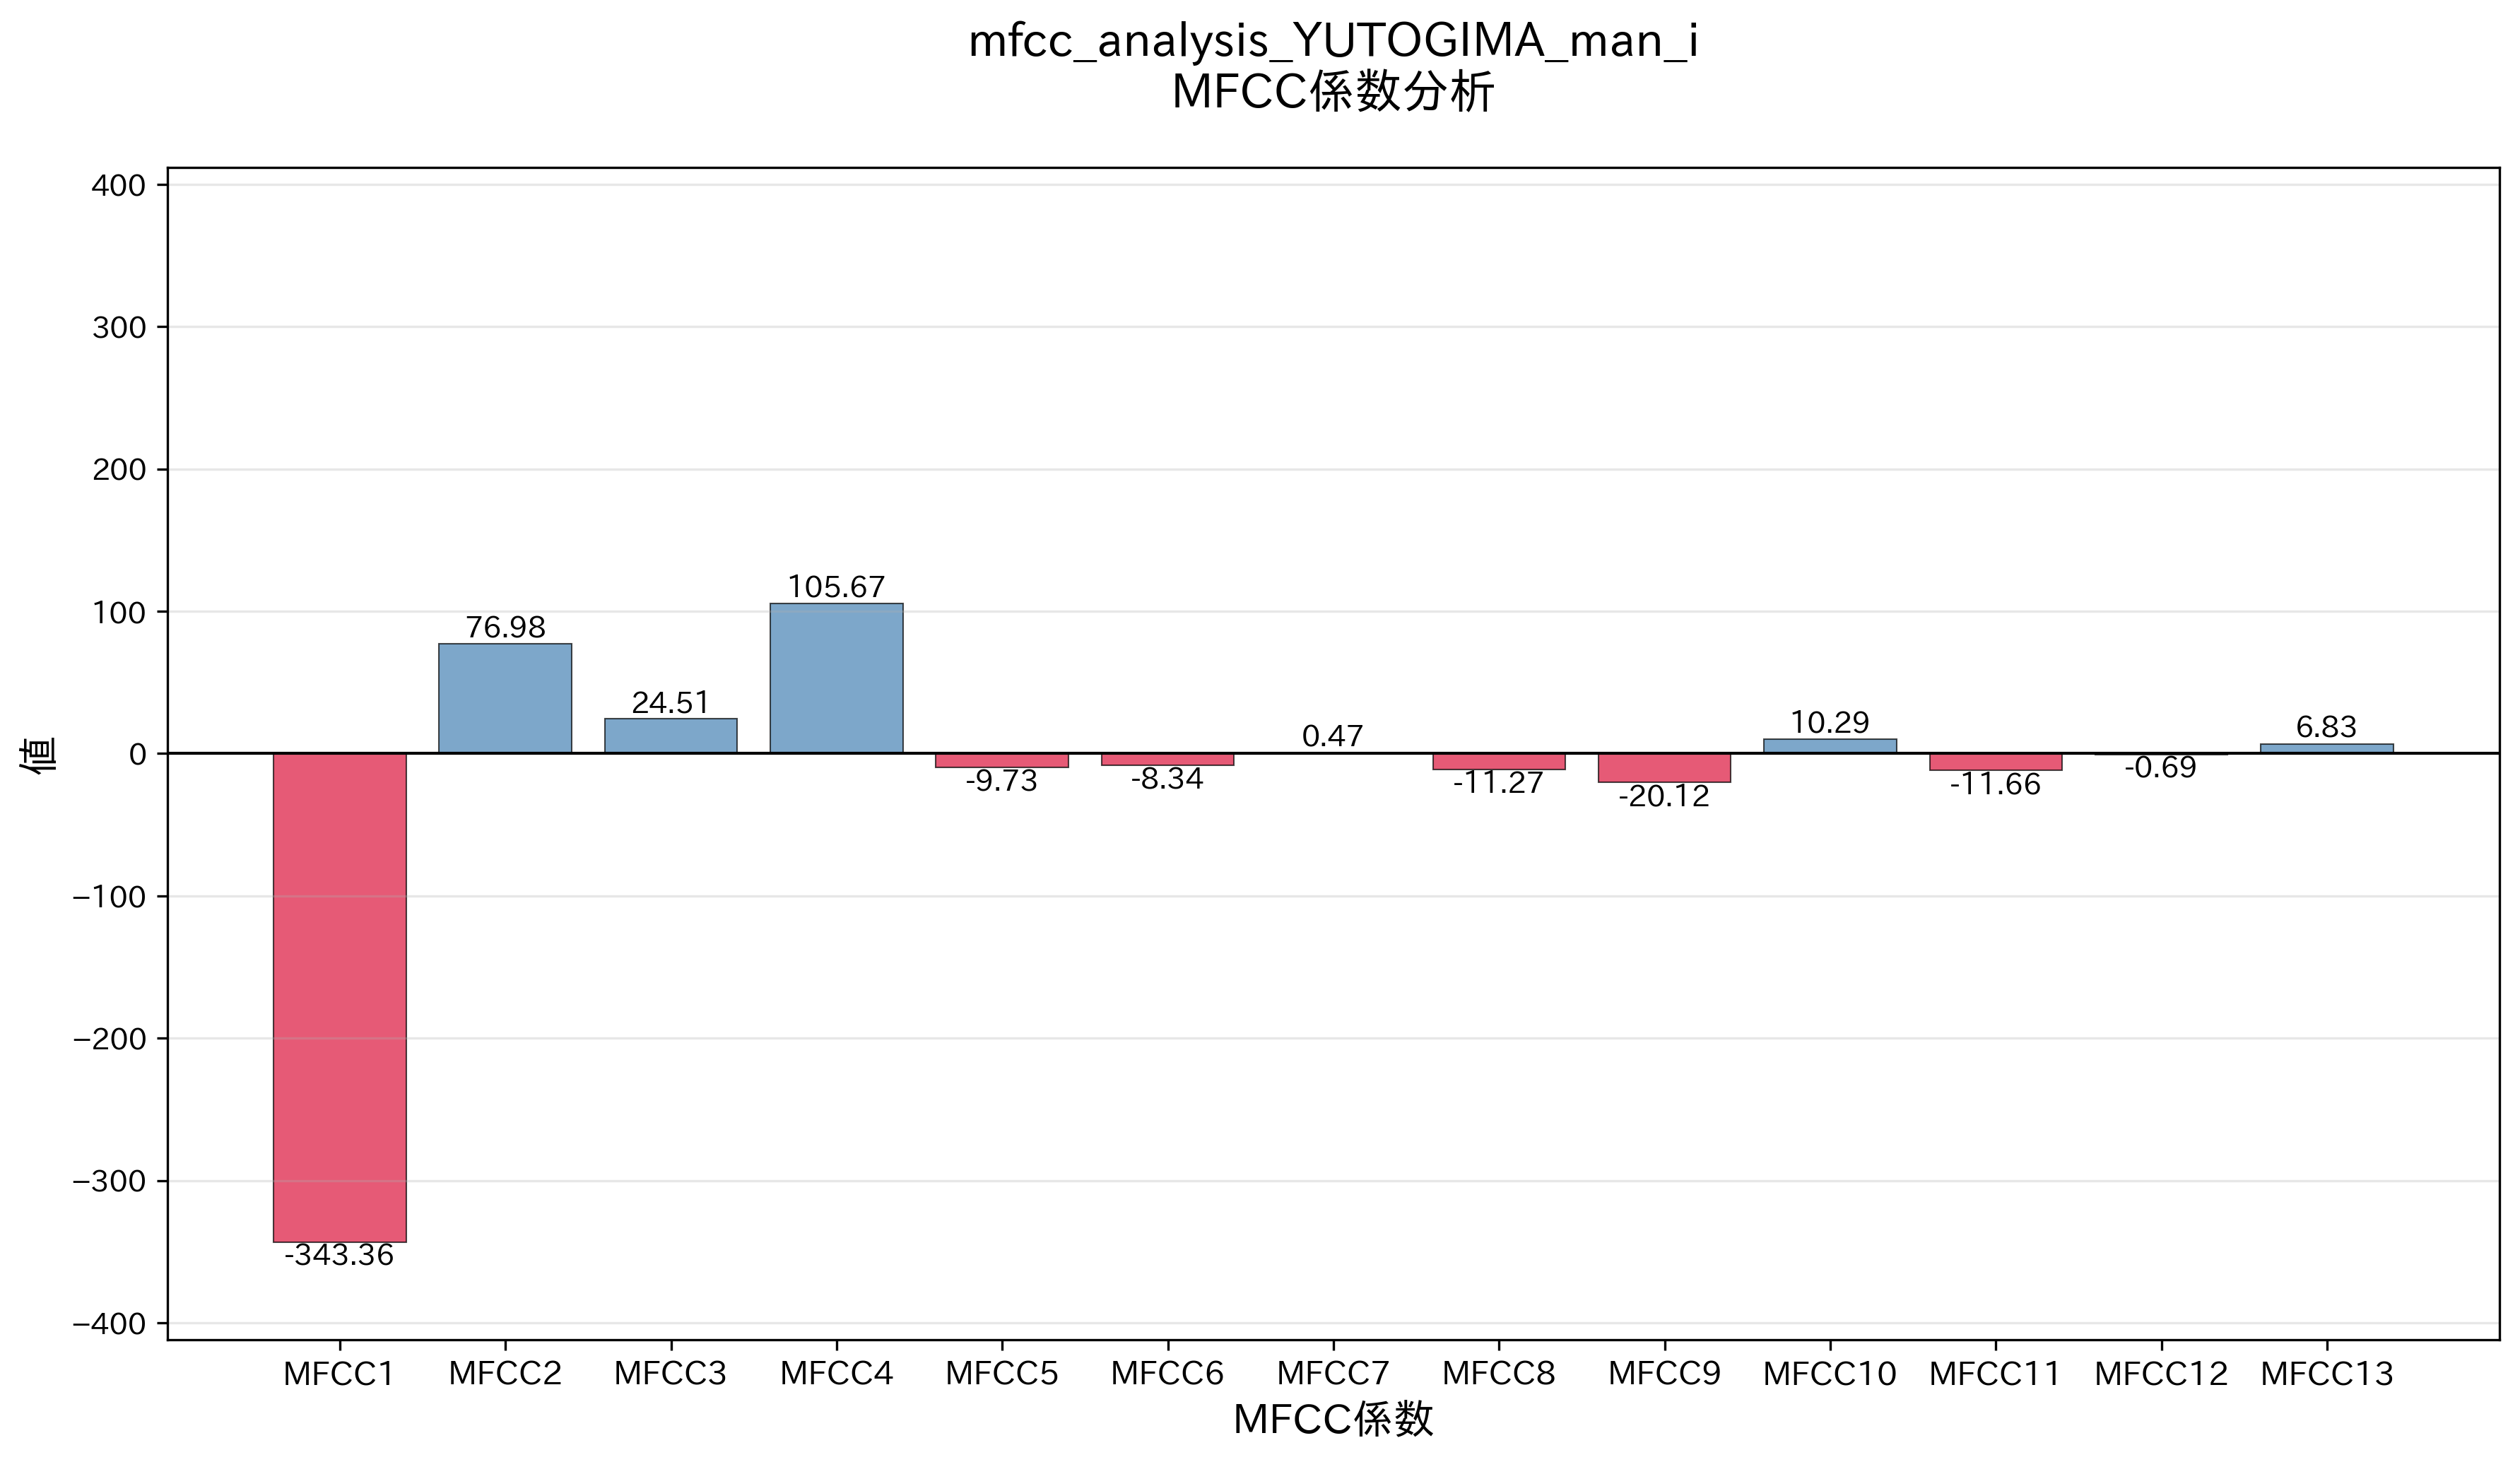 mfcc_analysis_YUTOGIMA_man_i
MFCC係数分析
400
300
200
100
0
−100
−200
−300
−400
値
-343.36
76.98
24.51
105.67
-9.73
-8.34
0.47
-11.27
-20.12
10.29
-11.66
-0.69
6.83
MFCC1
MFCC2
MFCC3
MFCC4
MFCC5
MFCC6
MFCC7
MFCC8
MFCC9
MFCC10
MFCC11
MFCC12
MFCC13
MFCC係数